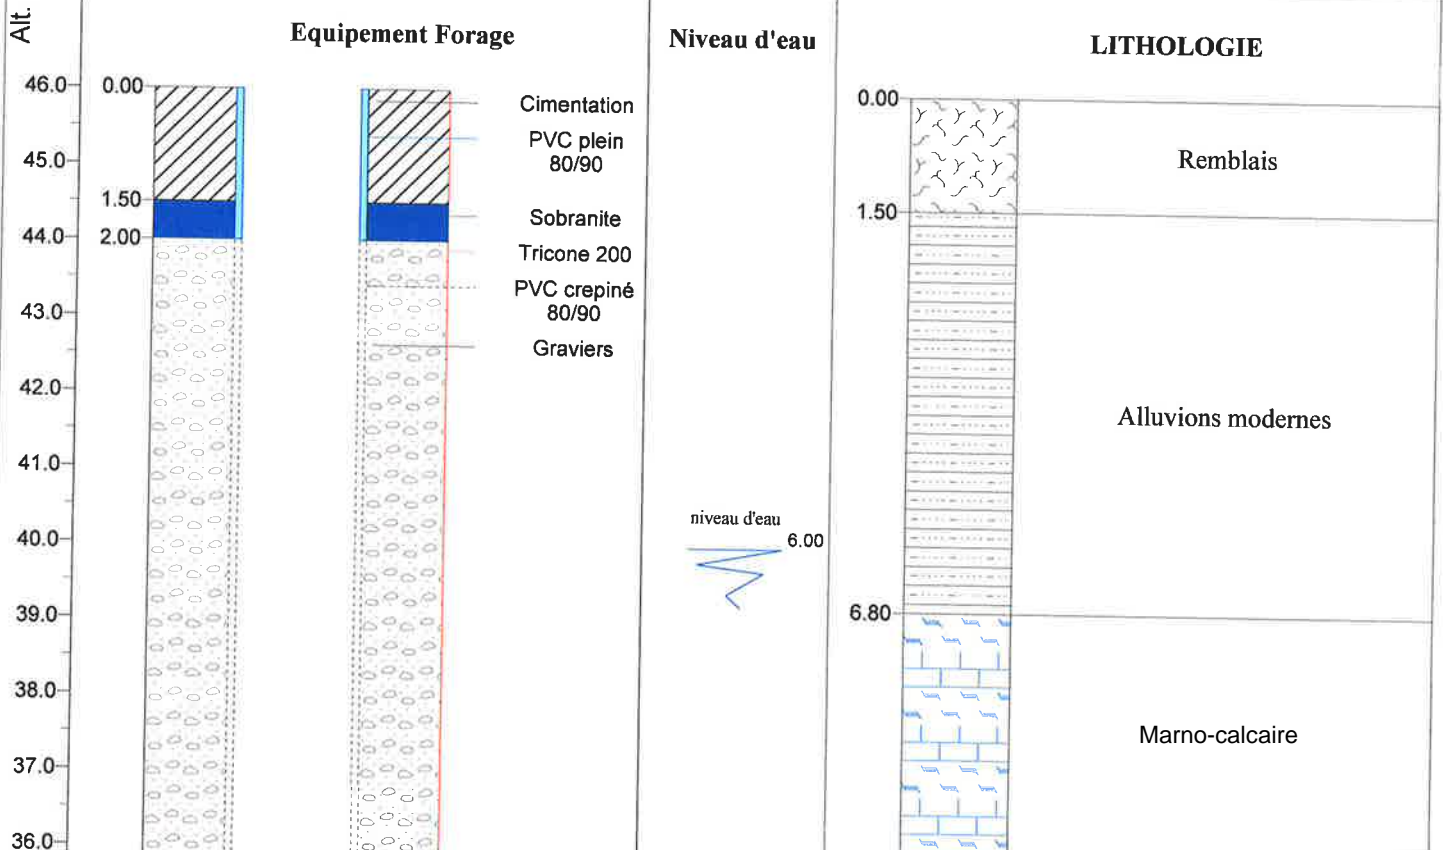 Alt.
Equipement Forage
Niveau d'eau
LITHOLOGIE
46.0
45.0
44.0
43.0
42.0
41.0
40.0
39.0
38.0
37.0
36.0
0.00
1.50
2.00
Cimentation
PVC plein
80/90
Sobranite
Tricone 200
PVC crepiné
80/90
Graviers
niveau d'eau
6.00
0.00
1.50
6.80
Remblais
Alluvions modernes
Marno-calcaire